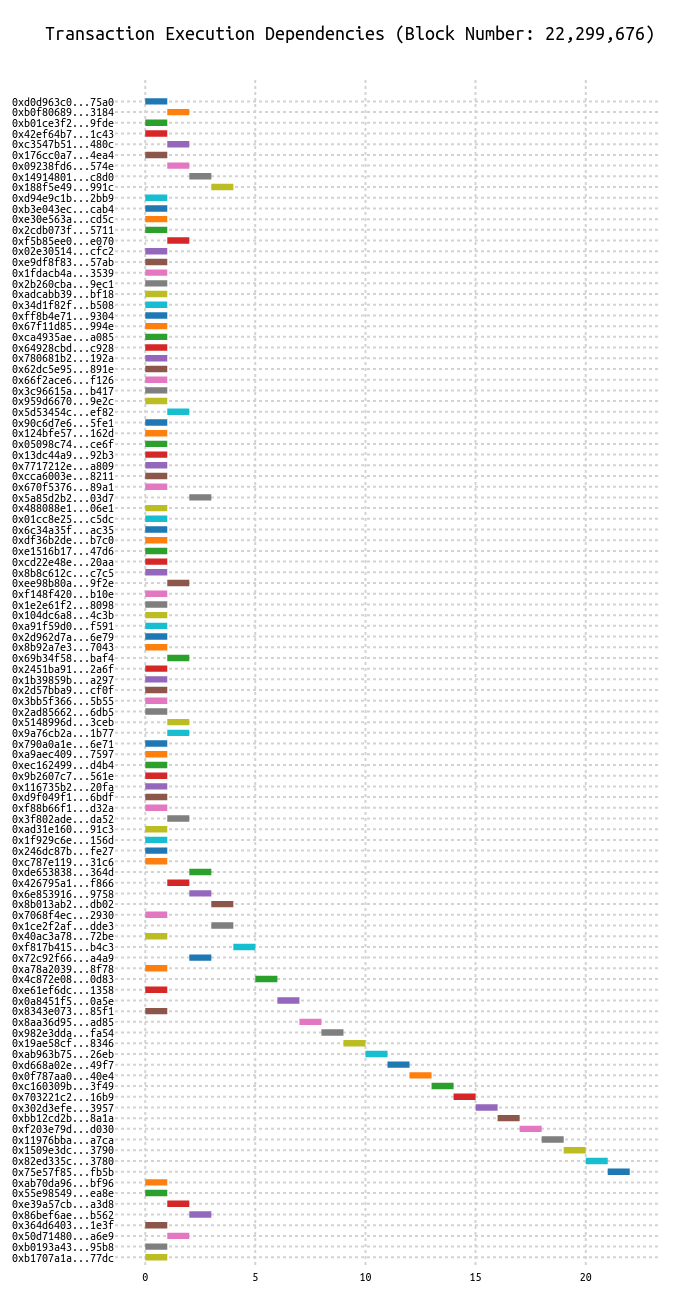 Transaction Execution Dependencies (Block Number: 22,299,676)
0xd0d963c0...75a0
0xb0f80689...3184
0xb01ce3f2...9fde
0x42ef64b7...1c43
0xc3547b51...480c
0x176cc0a7...4ea4
0x09238fd6...574e
0x14914801...c8d0
0x188f5e49...991c
0xd94e9c1b...2bb9
0xb3e043ec...cab4
0xe30e563a...cd5c
0x2cdb073f...5711
0xf5b85ee0...e070
0x02e30514...cfc2
0xe9df8f83...57ab
0x1fdacb4a...3539
0x2b260cba...9ec1
0xadcabb39...bf18
0x34d1f82f...b508
0xff8b4e71...9304
0x67f11d85...994e
0xca4935ae...a085
0x64928cbd...c928
0x780681b2...192a
0x62dc5e95...891e
0x66f2ace6...f126
0x3c96615a...b417
0x959d6670...9e2c
0x5d53454c...ef82
0x90c6d7e6...5fe1
0x124bfe57...162d
0x05098c74...ce6f
0x13dc44a9...92b3
0x7717212e...a809
0xcca6003e...8211
0x670f5376...89a1
0x5a85d2b2...03d7
0x488088e1...06e1
0x01cc8e25...c5dc
0x6c34a35f...ac35
0xdf36b2de...b7c0
0xe1516b17...47d6
0xcd22e48e...20aa
0x8b8c612c...c7c5
0xee98b80a...9f2e
0xf148f420...b10e
0x1e2e61f2...8098
0x104dc6a8...4c3b
0xa91f59d0...f591
0x2d962d7a...6e79
0x8b92a7e3...7043
0x69b34f58...baf4
0x2451ba91...2a6f
0x1b39859b...a297
0x2d57bba9...cf0f
0x3bb5f366...5b55
0x2ad85662...6db5
0x5148996d...3ceb
0x9a76cb2a...1b77
0x790a0a1e...6e71
0xa9aec409...7597
0xec162499...d4b4
0x9b2607c7...561e
0x116735b2...20fa
0xd9f049f1...6bdf
0xf88b66f1...d32a
0x3f802ade...da52
0xad31e160...91c3
0x1f929c6e...156d
0x246dc87b...fe27
0xc787e119...31c6
0xde653838...364d
0x426795a1...f866
0x6e853916...9758
0x8b013ab2...db02
0x7068f4ec...2930
0x1ce2f2af...dde3
0x40ac3a78...72be
0xf817b415...b4c3
0x72c92f66...a4a9
0xa78a2039...8f78
0x4c872e08...0d83
0xe61ef6dc...1358
0x0a8451f5...0a5e
0x8343e073...85f1
0x8aa36d95...ad85
0x982e3dda...fa54
0x19ae58cf...8346
0xab963b75...26eb
0xd668a02e...49f7
0x0f787aa0...40e4
0xc160309b...3f49
0x703221c2...16b9
0x302d3efe...3957
0xbb12cd2b...8a1a
0xf203e79d...d030
0x11976bba...a7ca
0x1509e3dc...3790
0x82ed335c...3780
0x75e57f85...fb5b
0xab70da96...bf96
0x55e98549...ea8e
0xe39a57cb...a3d8
0x86bef6ae...b562
0x364d6403...1e3f
0x50d71480...a6e9
0xb0193a43...95b8
0xb1707a1a...77dc
0 5 10 15 20